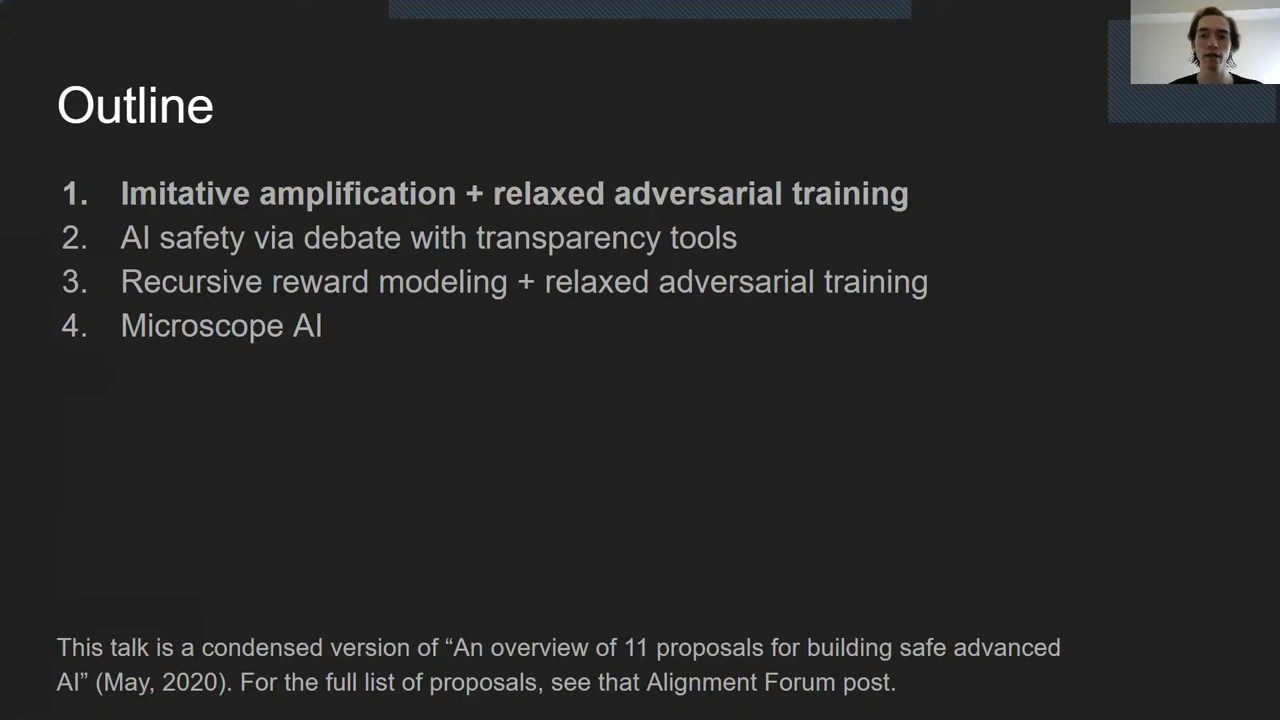 Outline
1. Imitative amplification + relaxed adversarial training
2. AI safety via debate with transparency tools
3. Recursive reward modeling + relaxed adversarial training
4. Microscope AI
This talk is a condensed version of “An overview of 11 proposals for building safe advanced
AI” (May, 2020). For the full list of proposals, see that Alignment Forum post.